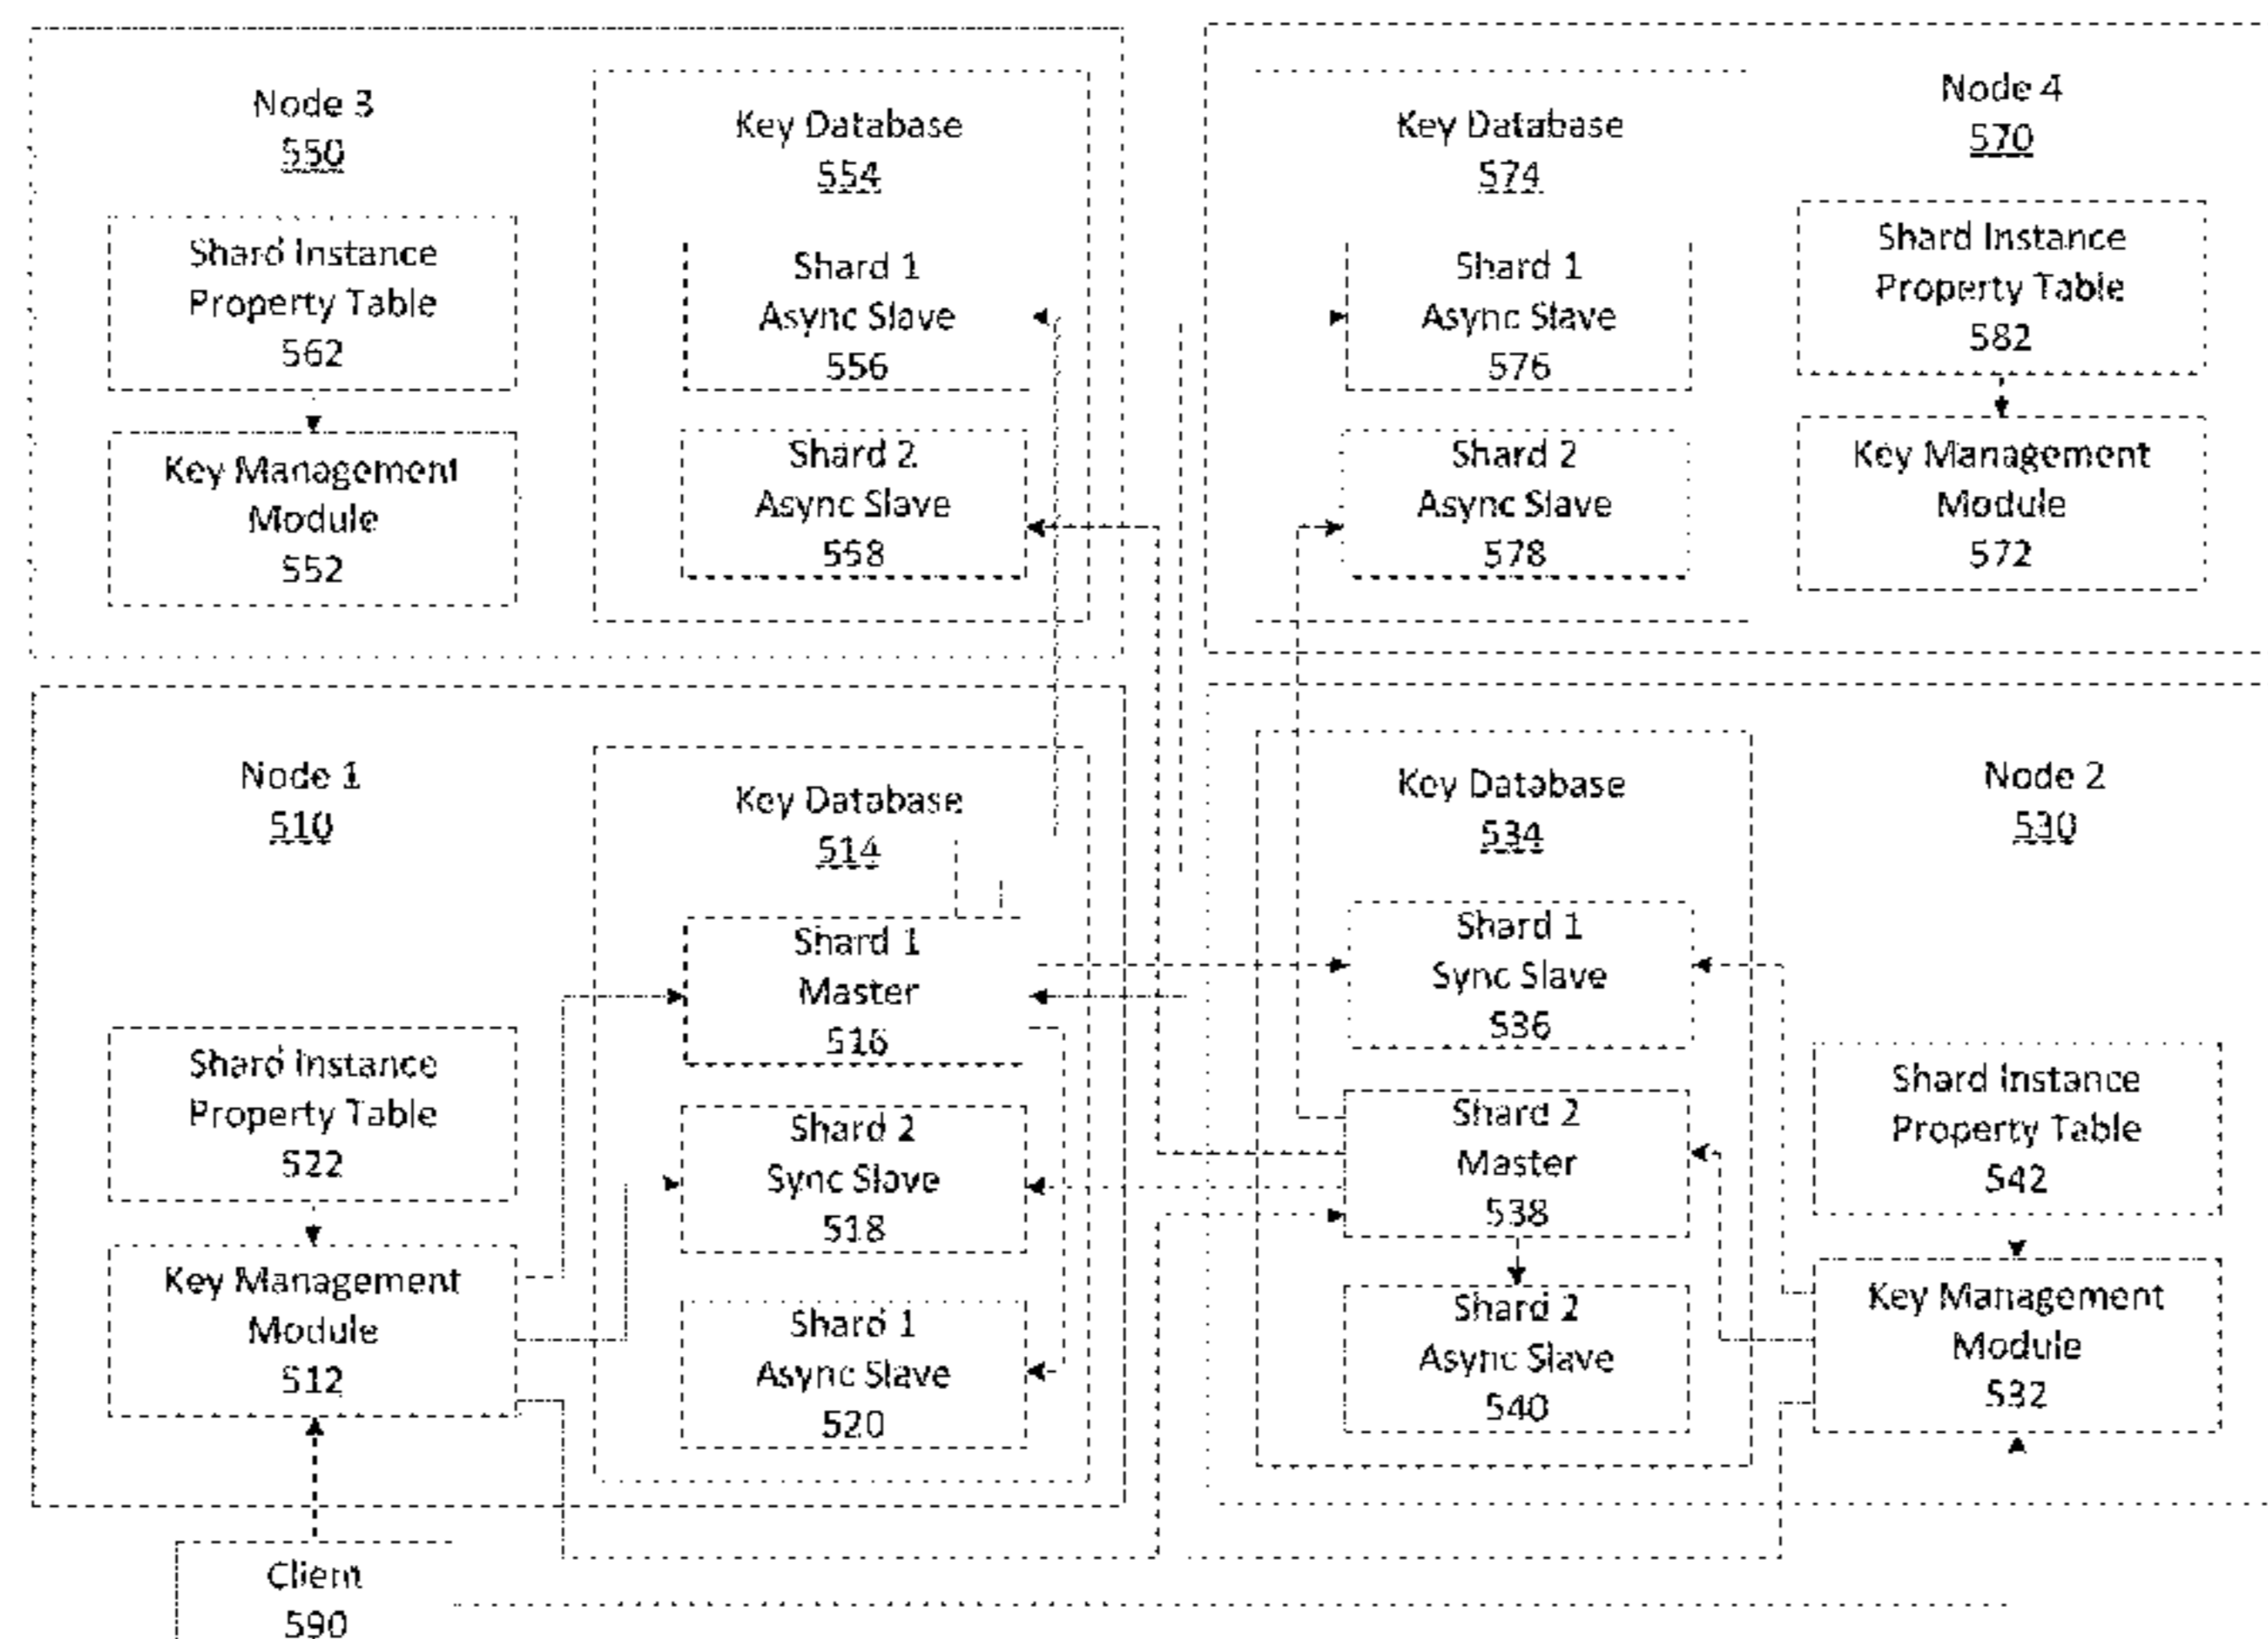 Node 3
550
Shard Instance
Property Table
562
Key Management
Module
552
Key Database
554
Shard 1
Async Slave
556
Shard 2
Async Slave
558
Key Database
574
Shard 1
Async Slave
576
Shard 2
Async Slave
578
Node 4
570
Shard Instance
Property Table
582
Key Management
Module
572
Node 1
510
Shard Instance
Property Table
522
Key Management
Module
512
Key Database
514
Shard 1
Master
516
Shard 2
Sync Slave
518
Shard 1
Async Slave
520
Key Database
534
Shard 1
Sync Slave
536
Shard 2
Master
538
Shard 2
Async Slave
540
Node 2
530
Shard Instance
Property Table
542
Key Management
Module
532
Client
590